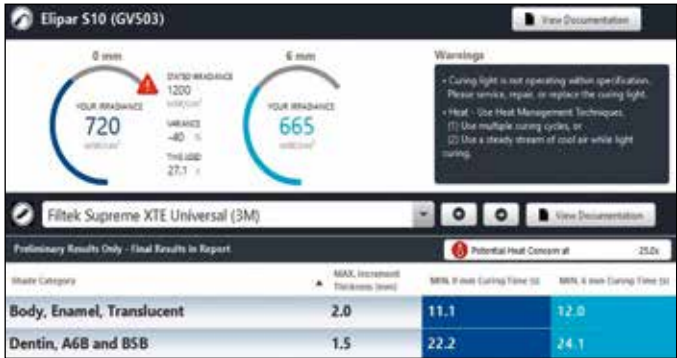 Elipar S10 (GV503)
View Documentation
0 mm
6 mm
STATED IRRADIANCE
1200
mW/cm²
YOUR IRRADIANCE
720
mW/cm²
VARIANCE
-40 %
TIME USED
27.1 s
YOUR IRRADIANCE
665
mW/cm²
Warnings
• Curing light is not operating within specification.
Please service, repair, or replace the curing light.
• Heat - Use Heat Management Techniques.
(1) Use multiple curing cycles, or
(2) Use a steady stream of cool air while light
curing.
Filtek Supreme XTE Universal (3M)
View Documentation
Preliminary Results Only - Final Results in Report
Potential Heat Concern at 25.0s
Shade Category
MAX. Increment
Thickness (mm)
MIN. 0 mm Curing Time (s)
MIN. 6 mm Curing Time (s)
Body, Enamel, Translucent 2.0 11.1 12.0
Dentin, A6B and B5B 1.5 22.2 24.1